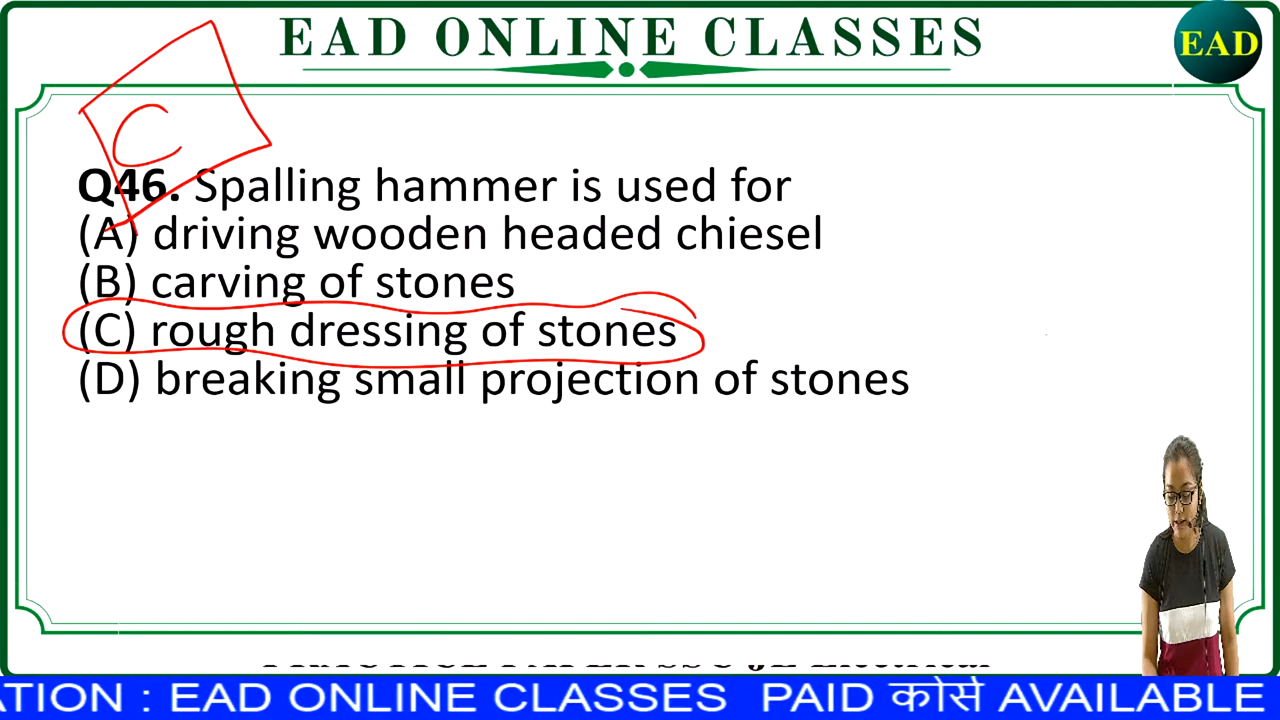 EAD ONLINE CLASSES
EAD
C
Q46. Spalling hammer is used for
(A) driving wooden headed chiesel
(B) carving of stones
(C) rough dressing of stones
(D) breaking small projection of stones
ATION : EAD ONLINE CLASSES PAID कोर्स AVAILABLE